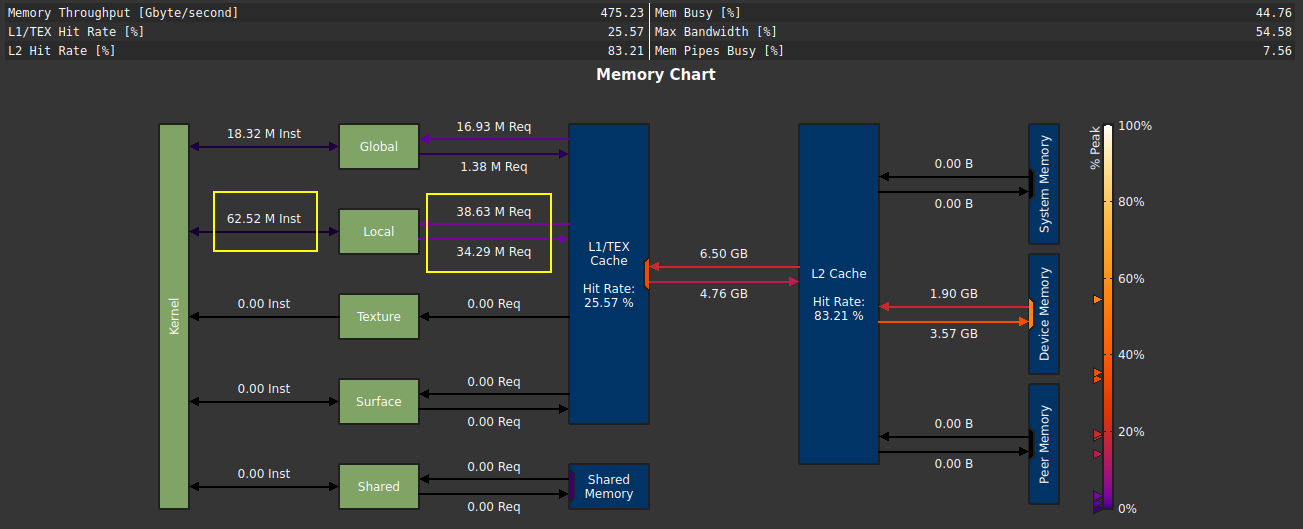 Memory Throughput [Gbyte/second] 475.23 Mem Busy [%] 44.76
L1/TEX Hit Rate [%] 25.57 Max Bandwidth [%] 54.58
L2 Hit Rate [%] 83.21 Mem Pipes Busy [%] 7.56
Memory Chart
Kernel
18.32 M Inst
Global
16.93 M Req
1.38 M Req
62.52 M Inst
Local
38.63 M Req
34.29 M Req
0.00 Inst
Texture
0.00 Req
0.00 Inst
Surface
0.00 Req
0.00 Req
0.00 Inst
Shared
0.00 Req
0.00 Req
L1/TEX
Cache
Hit Rate:
25.57 %
Shared
Memory
6.50 GB
4.76 GB
L2 Cache
Hit Rate:
83.21 %
0.00 B
0.00 B
System Memory
1.90 GB
3.57 GB
Device Memory
0.00 B
0.00 B
Peer Memory
% Peak
100%
80%
60%
40%
20%
0%